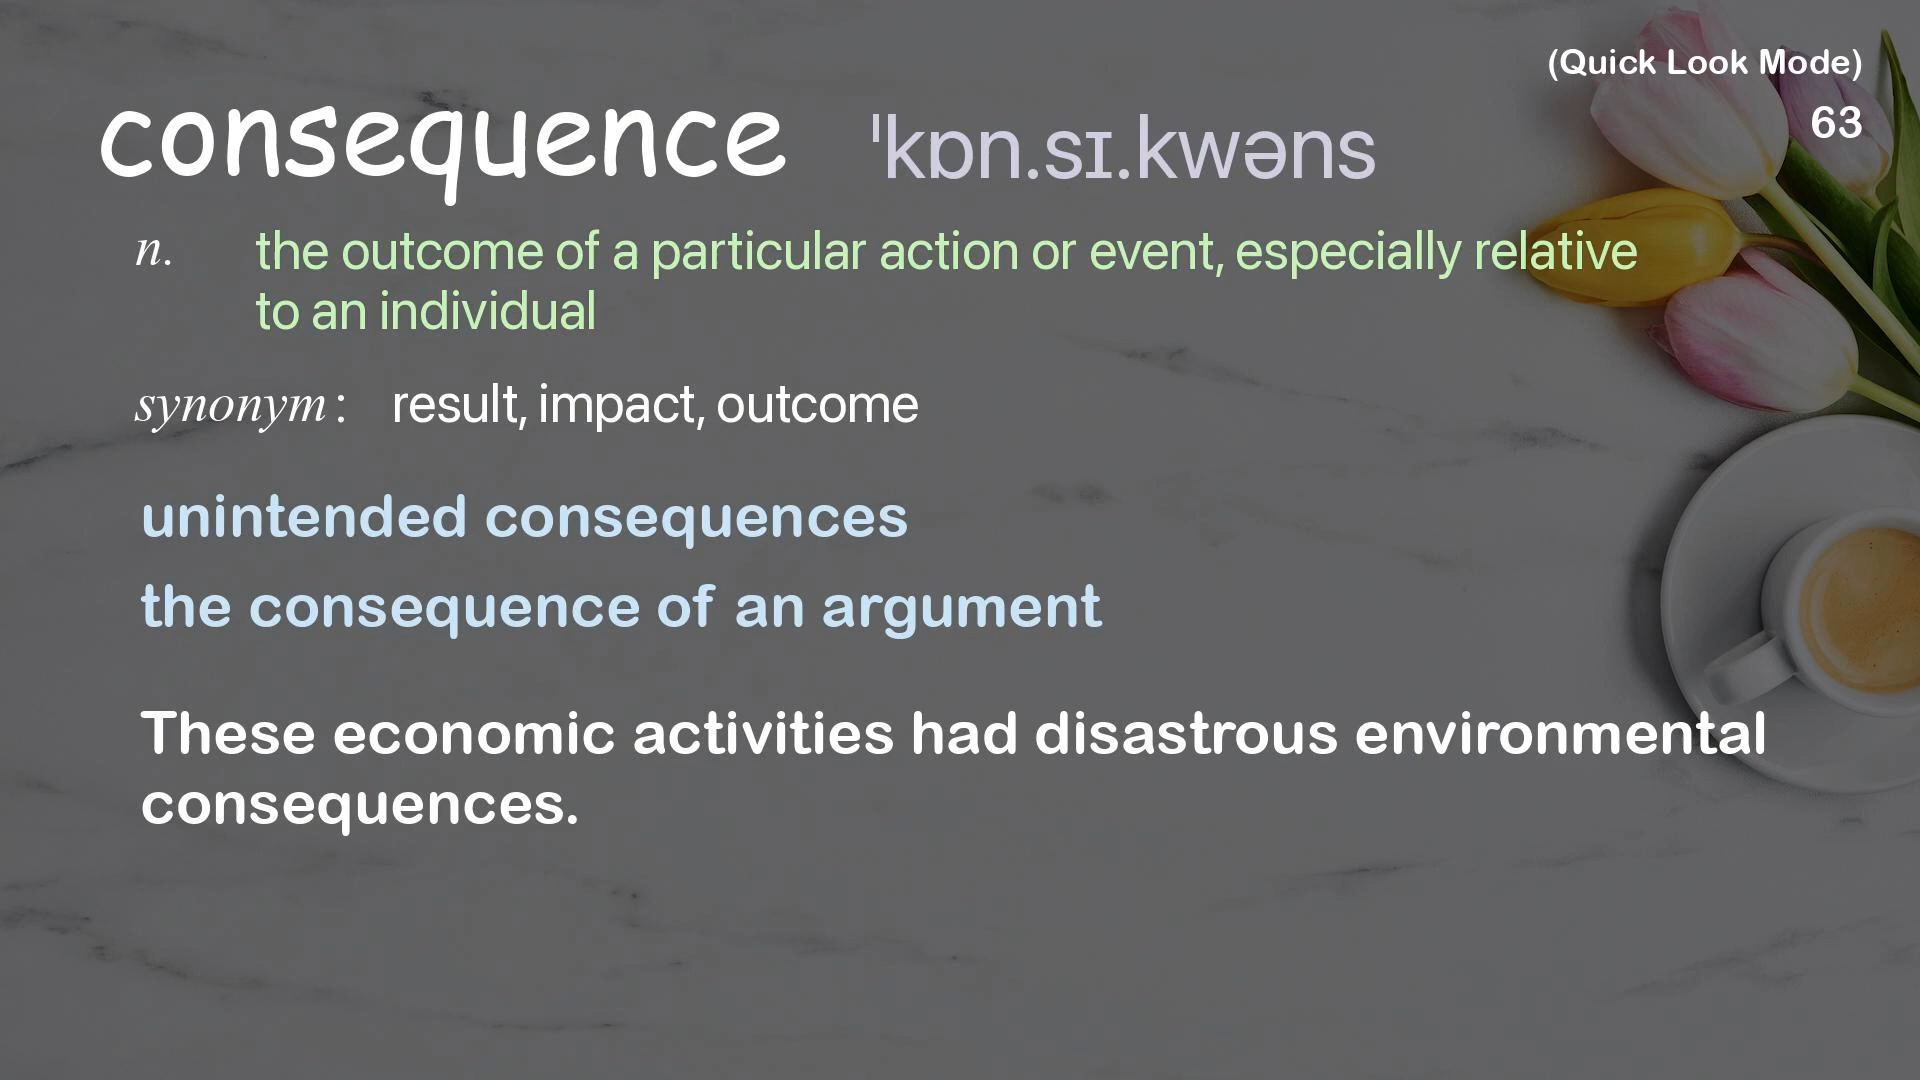 (Quick Look Mode)
63
consequence ˈkɒn.sɪ.kwəns
n. the outcome of a particular action or event, especially relative
to an individual
synonym: result, impact, outcome
unintended consequences
the consequence of an argument
These economic activities had disastrous environmental
consequences.